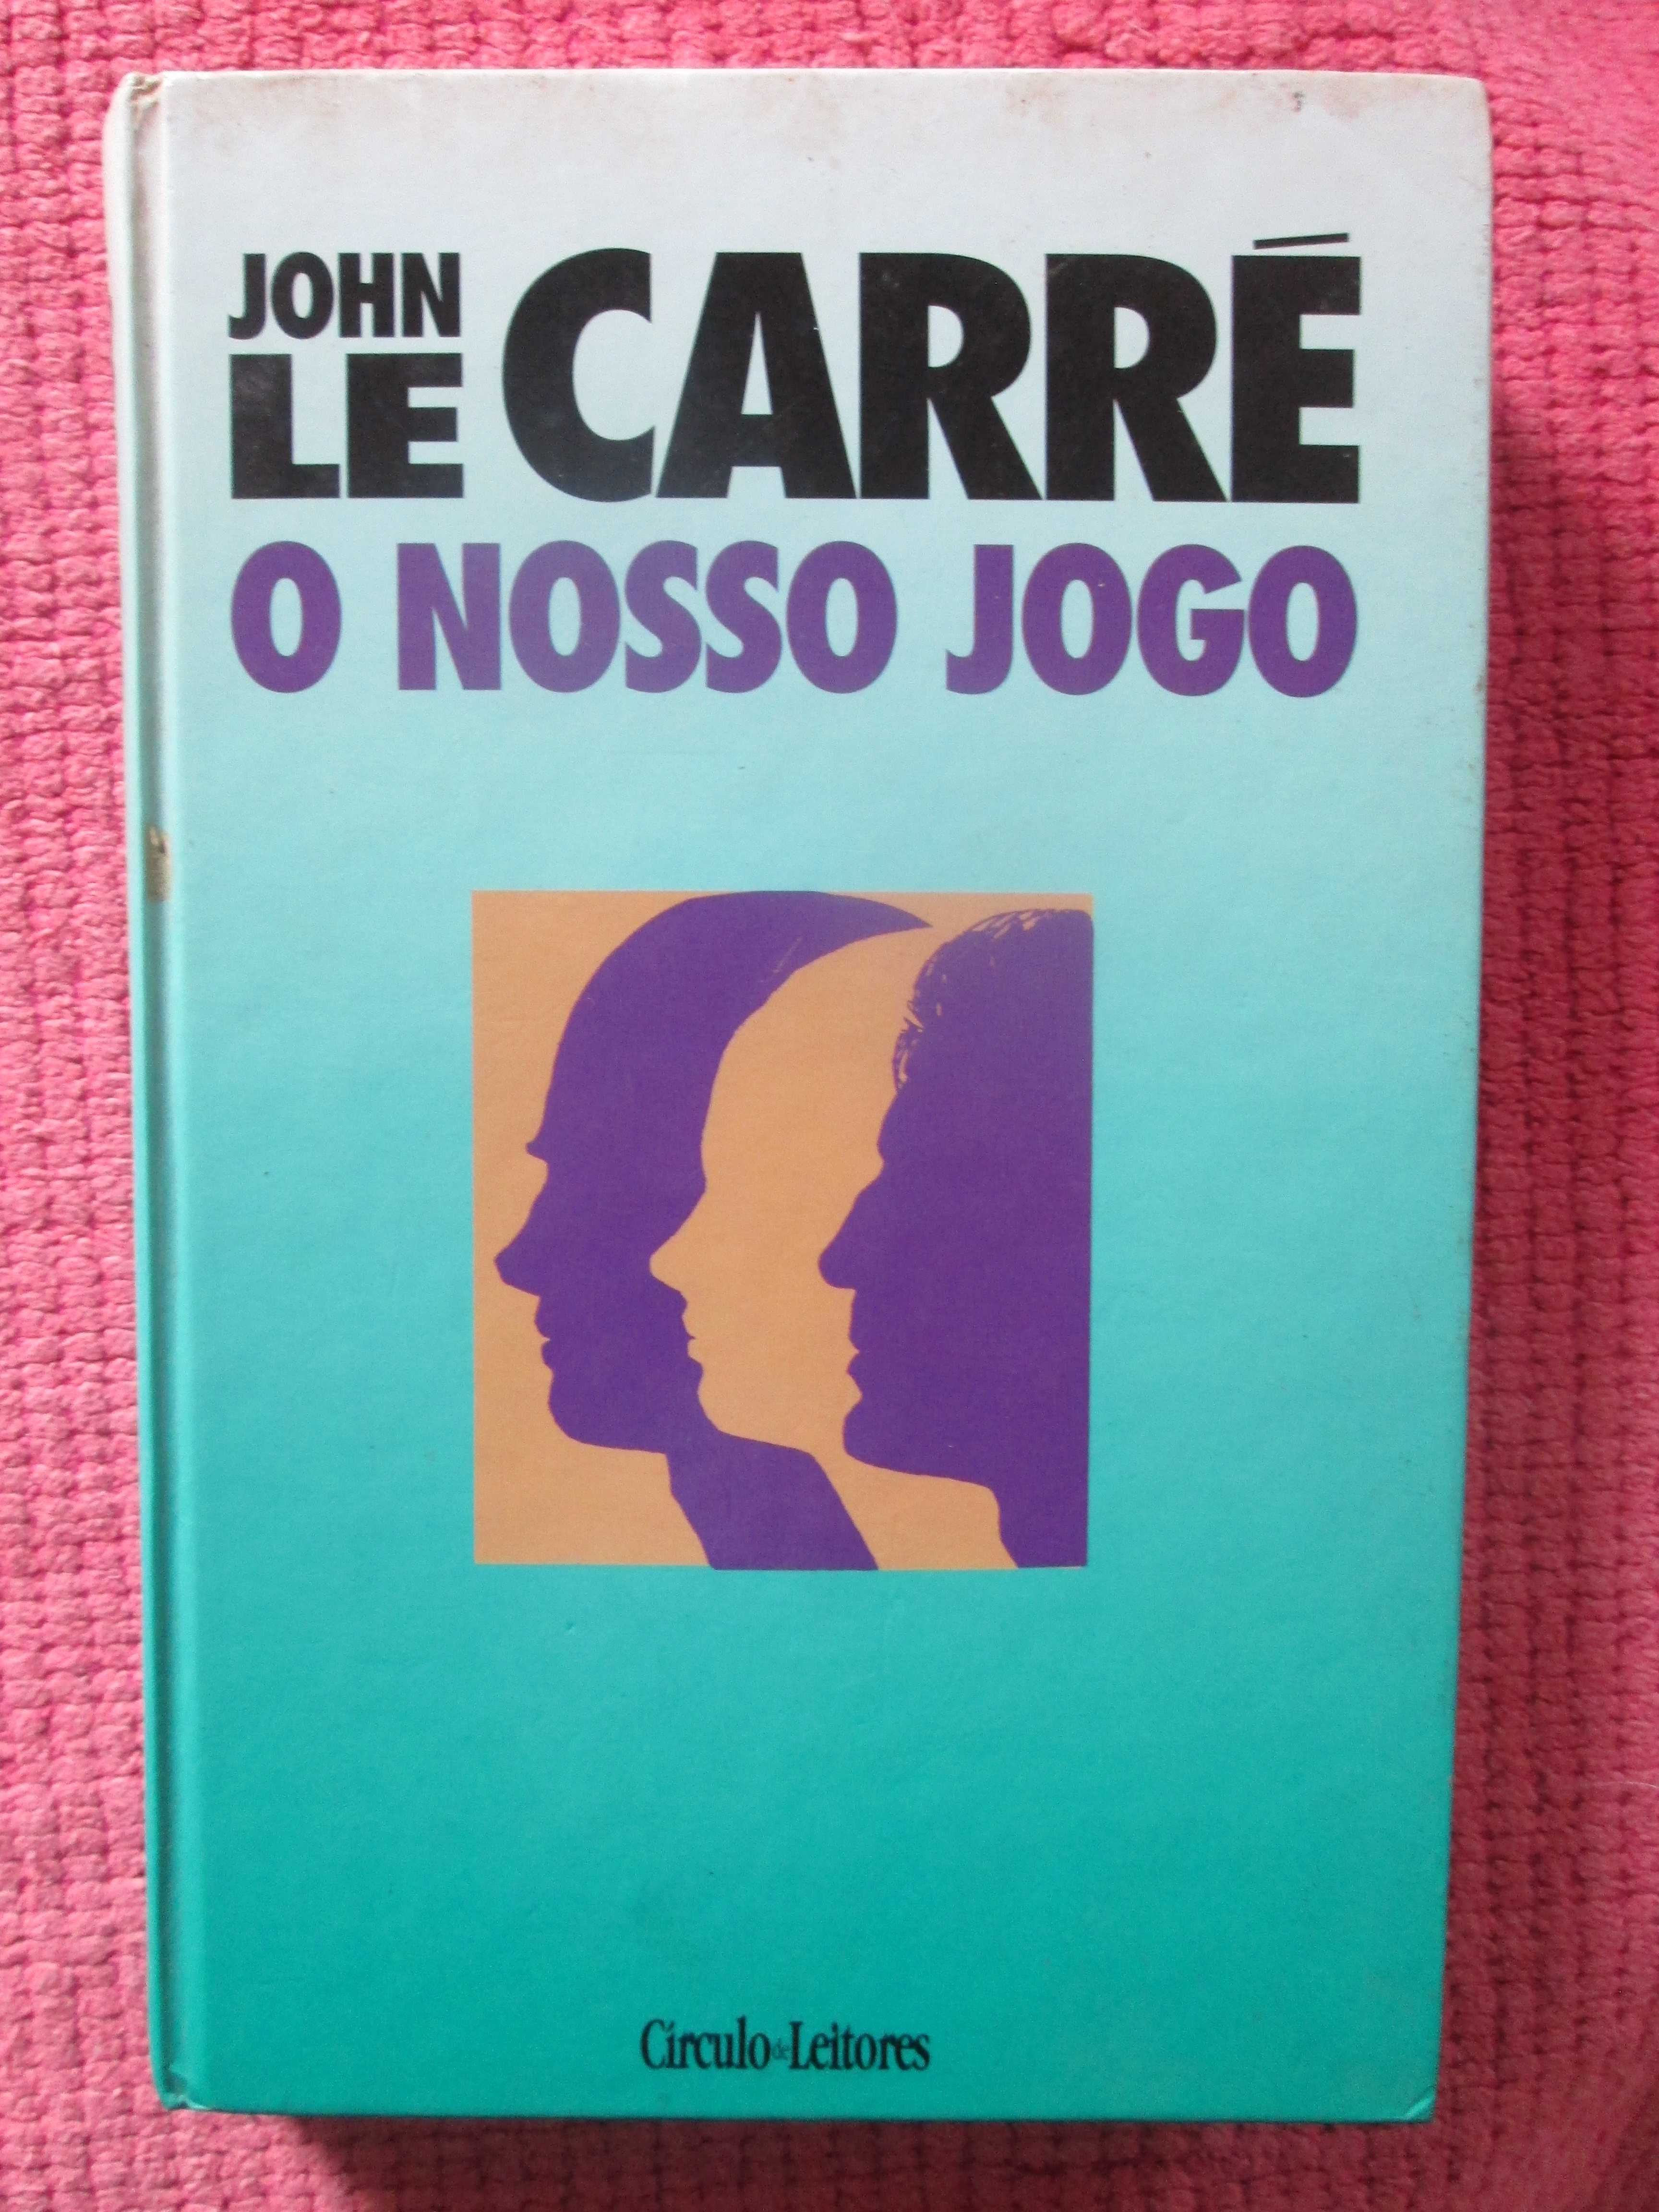 JOHN
LE CARRÉ
O NOSSO JOGO
Círculo de Leitores